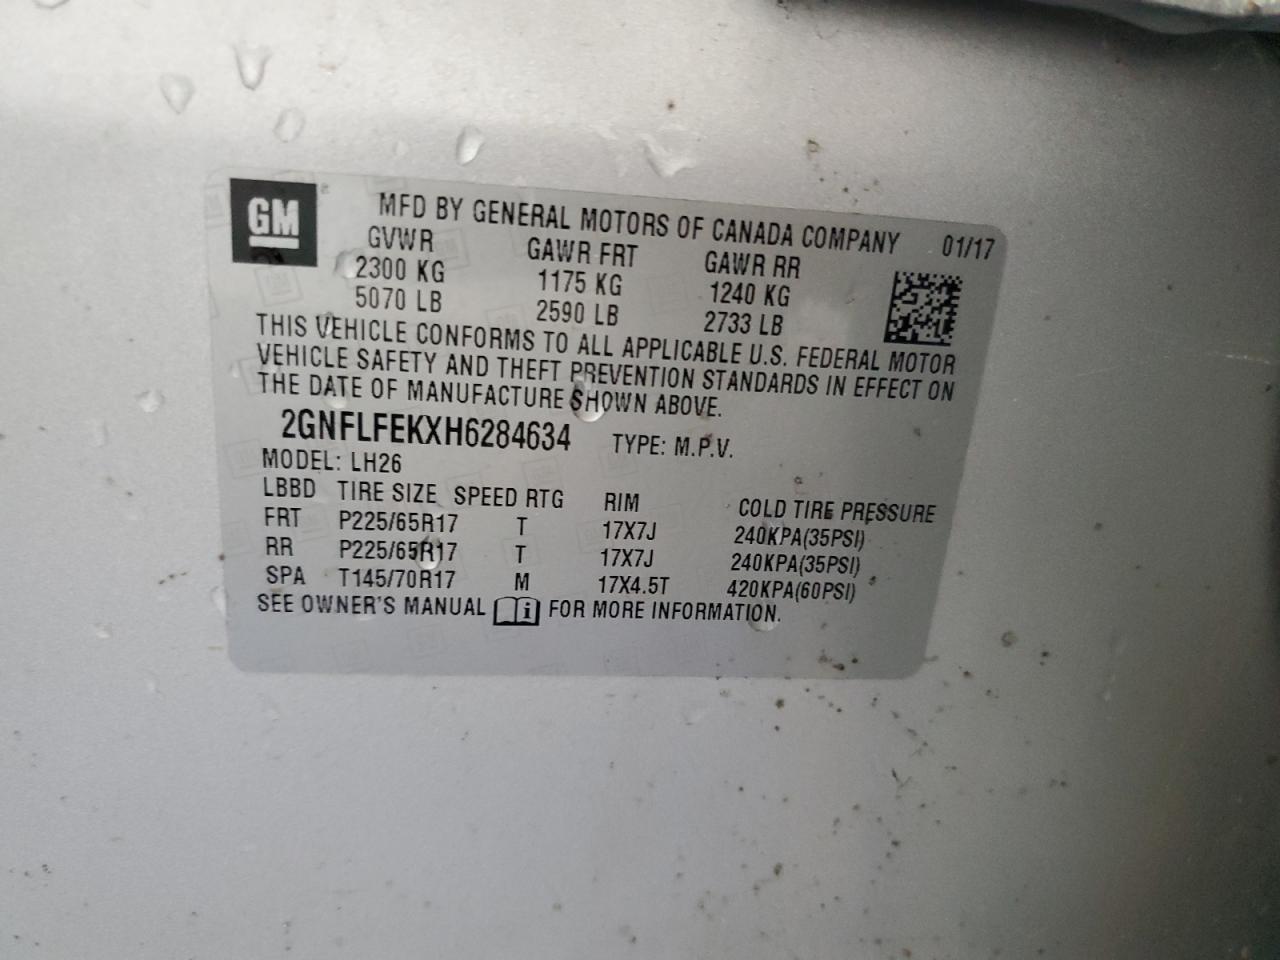 GM ®
MFD BY GENERAL MOTORS OF CANADA COMPANY 01/17
GVWR GAWR FRT GAWR RR
2300 KG 1175 KG 1240 KG
5070 LB 2590 LB 2733 LB
THIS VEHICLE CONFORMS TO ALL APPLICABLE U.S. FEDERAL MOTOR
VEHICLE SAFETY AND THEFT PREVENTION STANDARDS IN EFFECT ON
THE DATE OF MANUFACTURE SHOWN ABOVE.
2GNFLFEKXH6284634 TYPE: M.P.V.
MODEL: LH26
LBBD TIRE SIZE SPEED RTG RIM COLD TIRE PRESSURE
FRT P225/65R17 T 17X7J 240KPA(35PSI)
RR P225/65R17 T 17X7J 240KPA(35PSI)
SPA T145/70R17 M 17X4.5T 420KPA(60PSI)
SEE OWNER'S MANUAL i FOR MORE INFORMATION.